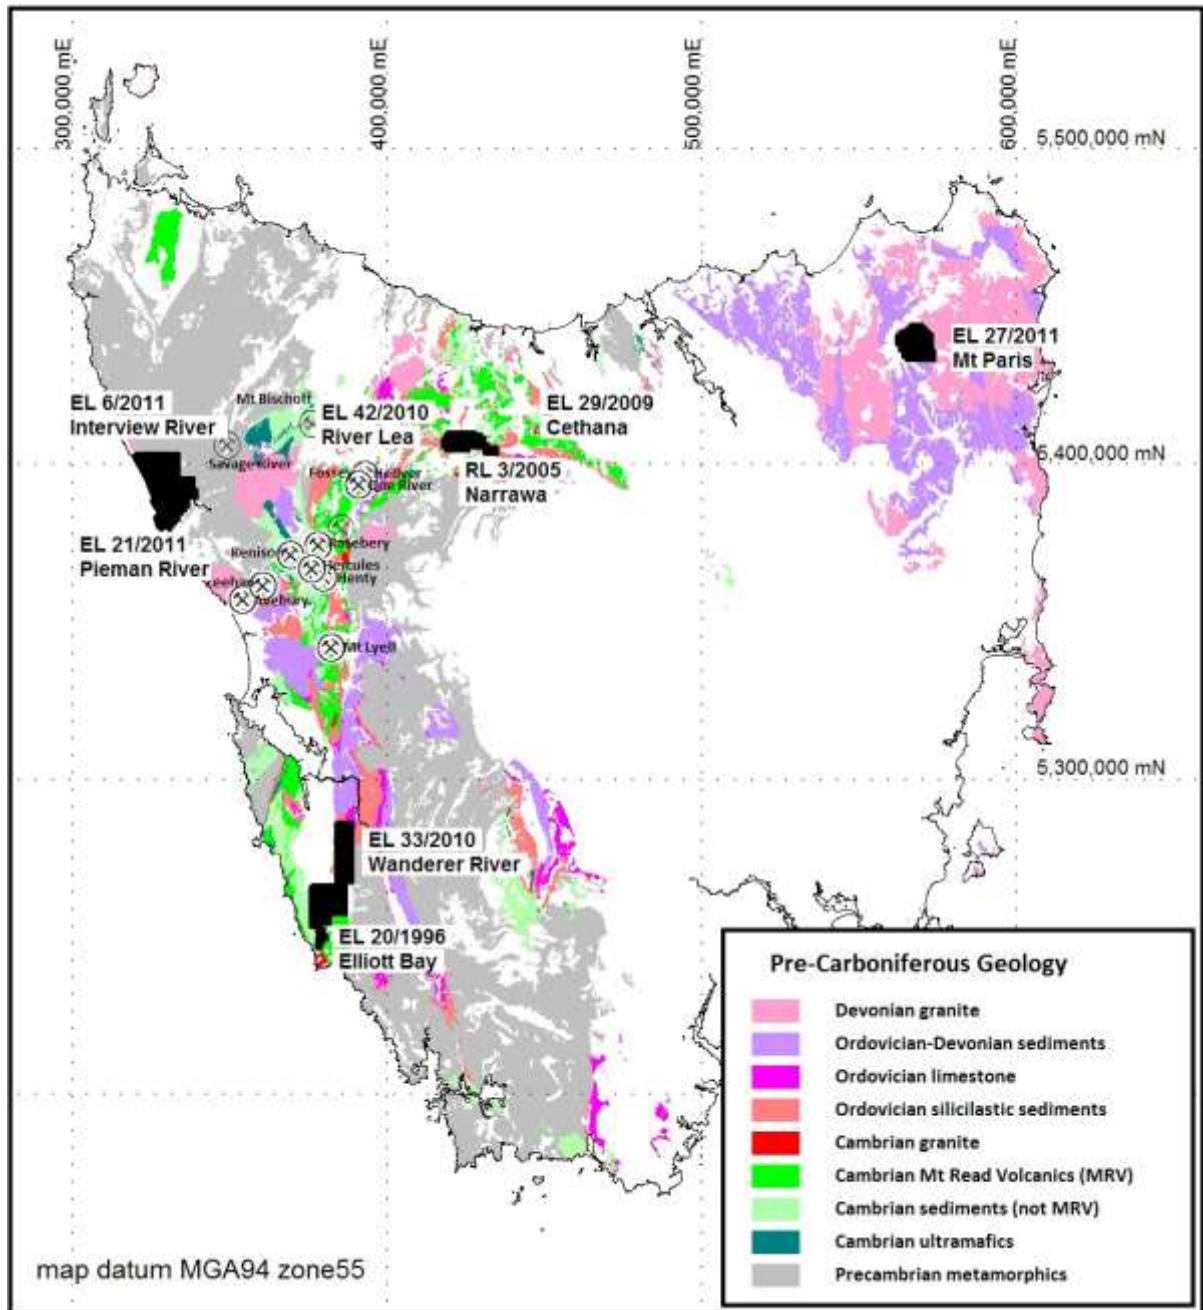 300,000 mE
400,000 mE
500,000 mE
600,000 mE
5,500,000 mN
EL 27/2011
Mt Paris
Mt Bischoff
EL 6/2011
Interview River
EL 42/2010
River Lea
EL 29/2009
Cethana
Savage River
5,400,000 mN
RL 3/2005
Narrawa
Hellyer
Que River
EL 21/2011
Pieman River
Rosebery
Renison
Hercules
Henty
Avebury
Mt Lyell
5,300,000 mN
EL 33/2010
Wanderer River
EL 20/1996
Elliott Bay
Pre-Carboniferous Geology
Devonian granite
Ordovician-Devonian sediments
Ordovician limestone
Ordovician silicilastic sediments
Cambrian granite
Cambrian Mt Read Volcanics (MRV)
Cambrian sediments (not MRV)
Cambrian ultramafics
Precambrian metamorphics
map datum MGA94 zone55